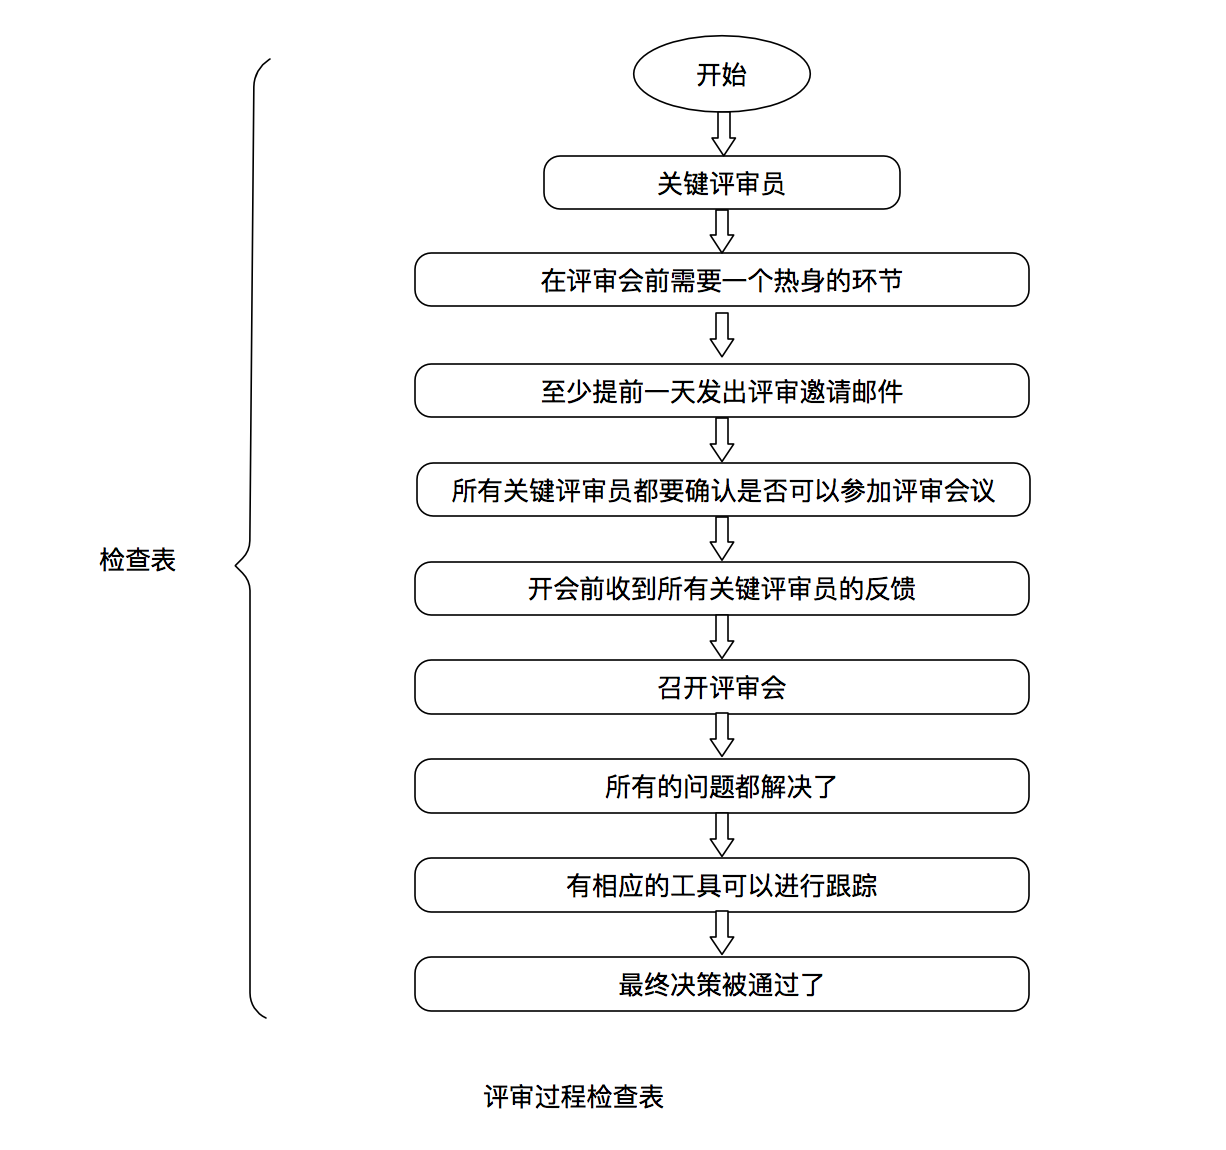 开始
关键评审员
在评审会前需要一个热身的环节
至少提前一天发出评审邀请邮件
所有关键评审员都要确认是否可以参加评审会议
检查表
开会前收到所有关键评审员的反馈
召开评审会
所有的问题都解决了
有相应的工具可以进行跟踪
最终决策被通过了
评审过程检查表